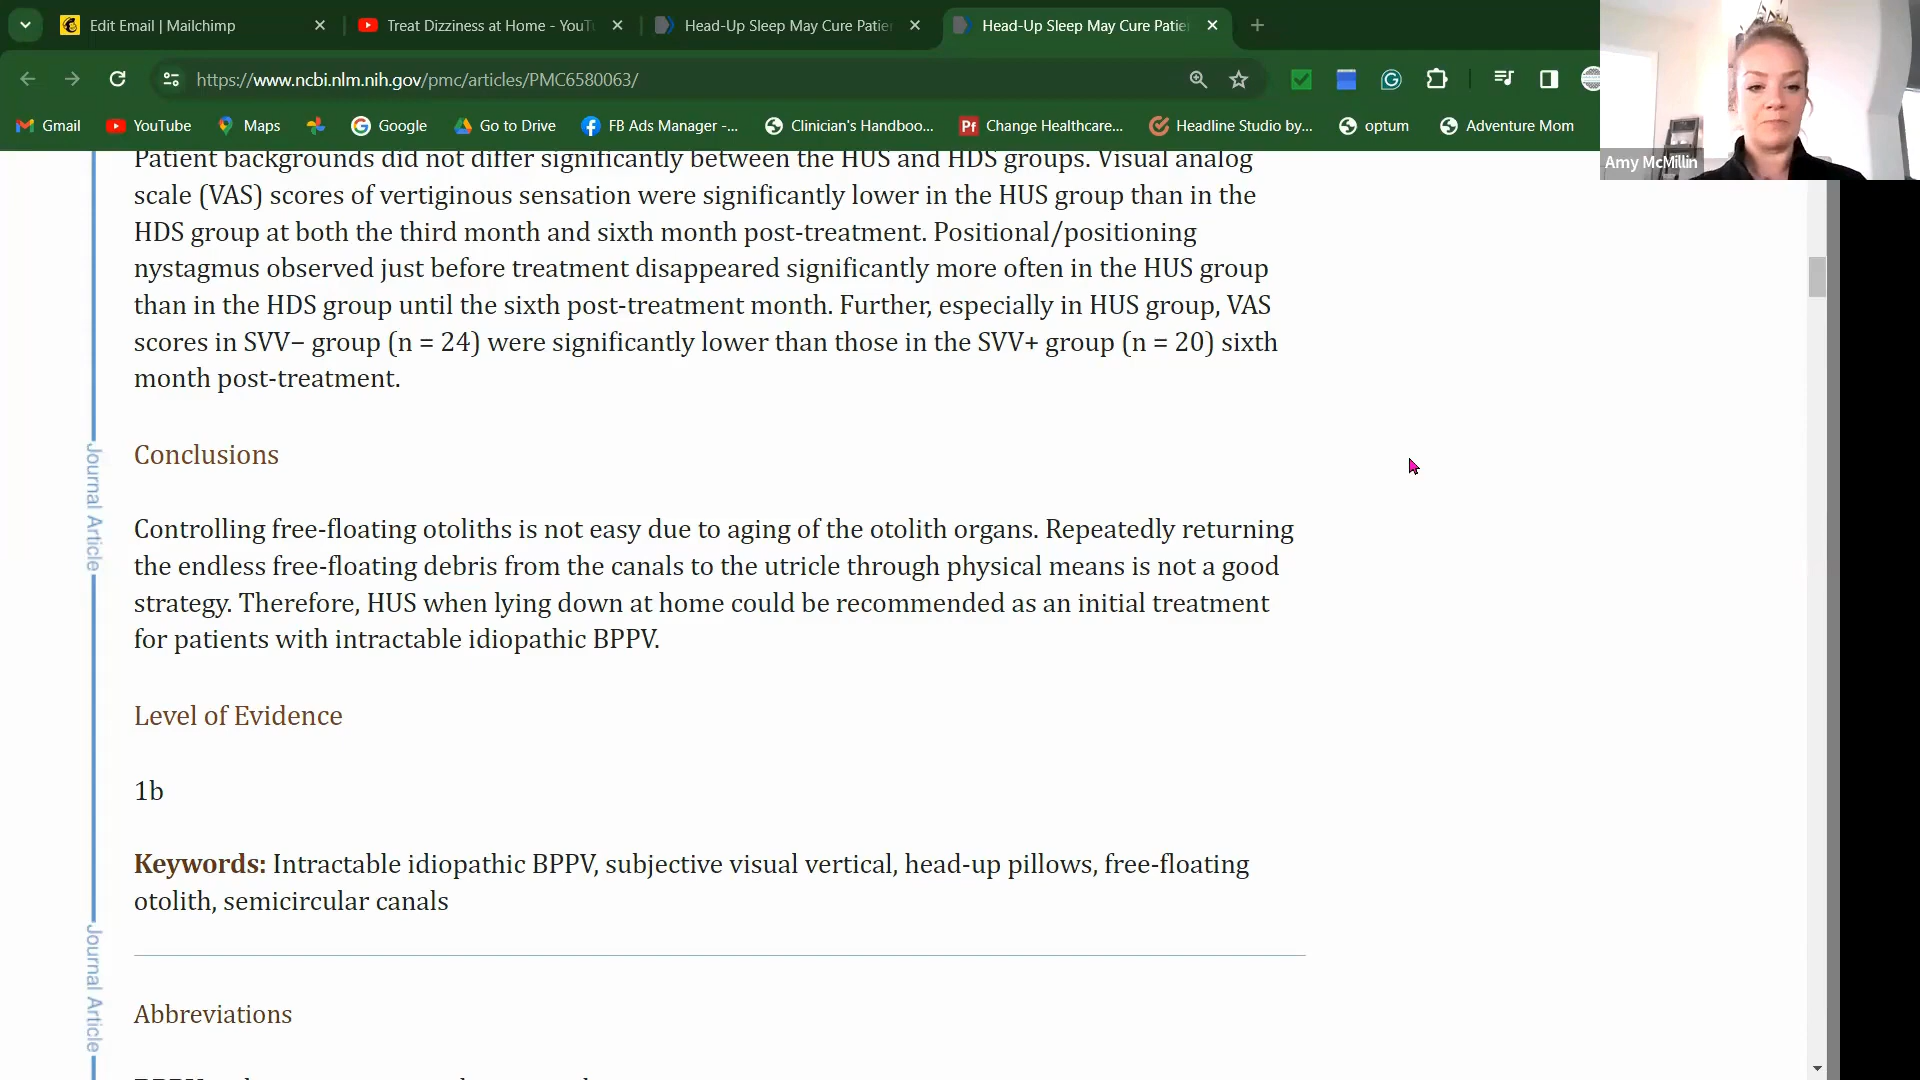 Edit Email | Mailchimp
Treat Dizziness at Home - YouT
Head-Up Sleep May Cure Patie
Head-Up Sleep May Cure Patie
https://www.ncbi.nlm.nih.gov/pmc/articles/PMC6580063/
Gmail
YouTube
Maps
Google
Go to Drive
FB Ads Manager -...
Clinician's Handboo...
Change Healthcare...
Headline Studio by...
optum
Adventure Mom
Amy McMillin
Patient backgrounds did not differ significantly between the HUS and HDS groups. Visual analog
scale (VAS) scores of vertiginous sensation were significantly lower in the HUS group than in the
HDS group at both the third month and sixth month post-treatment. Positional/positioning
nystagmus observed just before treatment disappeared significantly more often in the HUS group
than in the HDS group until the sixth post-treatment month. Further, especially in HUS group, VAS
scores in SVV− group (n = 24) were significantly lower than those in the SVV+ group (n = 20) sixth
month post-treatment.
Conclusions
Controlling free-floating otoliths is not easy due to aging of the otolith organs. Repeatedly returning
the endless free-floating debris from the canals to the utricle through physical means is not a good
strategy. Therefore, HUS when lying down at home could be recommended as an initial treatment
for patients with intractable idiopathic BPPV.
Level of Evidence
1b
Keywords: Intractable idiopathic BPPV, subjective visual vertical, head-up pillows, free-floating
otolith, semicircular canals
Abbreviations
Journal Article
Journal Article